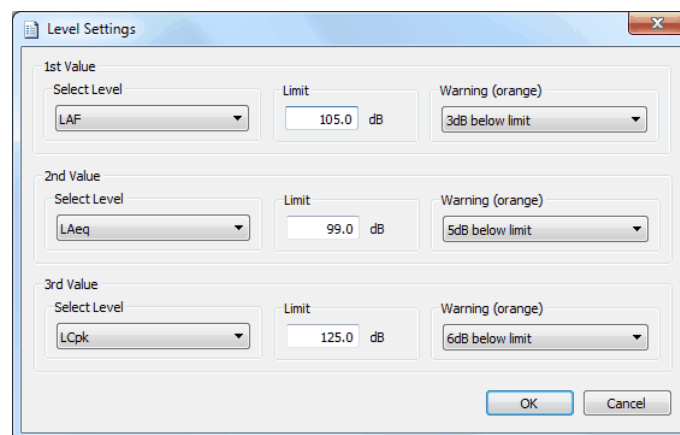 Level Settings
1st Value
Select Level
Limit
Warning (orange)
LAF
105.0 dB
3dB below limit
2nd Value
Select Level
Limit
Warning (orange)
LAeq
99.0 dB
5dB below limit
3rd Value
Select Level
Limit
Warning (orange)
LCpk
125.0 dB
6dB below limit
OK
Cancel